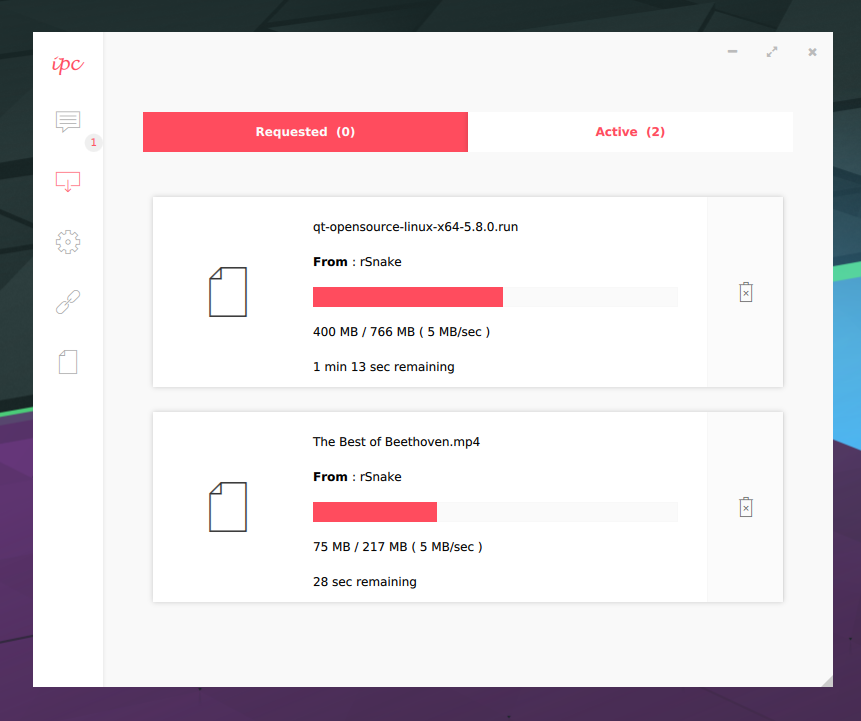 ipc
1
Requested (0)
Active (2)
qt-opensource-linux-x64-5.8.0.run
From : rSnake
400 MB / 766 MB ( 5 MB/sec )
1 min 13 sec remaining
The Best of Beethoven.mp4
From : rSnake
75 MB / 217 MB ( 5 MB/sec )
28 sec remaining